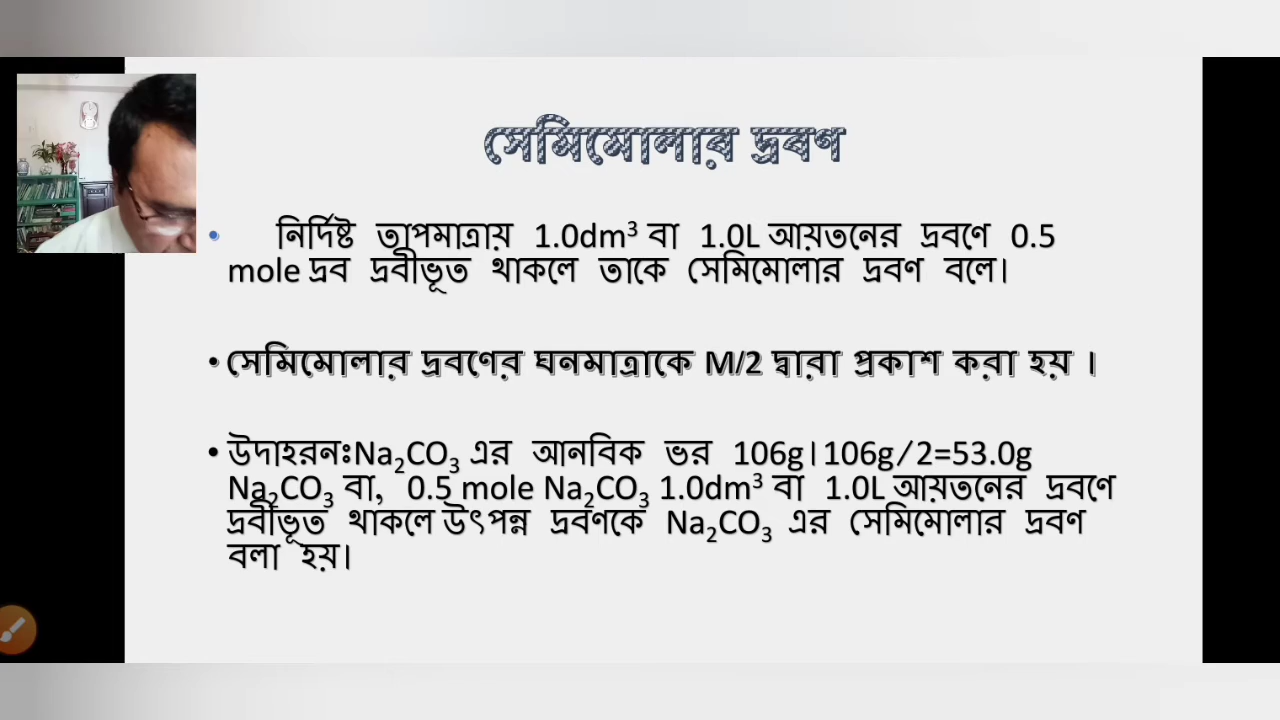 সেমিমোলার দ্রবণ
• নির্দিষ্ট তাপমাত্রায় 1.0dm³ বা 1.0L আয়তনের দ্রবণে 0.5
mole দ্রব দ্রবীভূত থাকলে তাকে সেমিমোলার দ্রবণ বলে।
• সেমিমোলার দ্রবণের ঘনমাত্রাকে M/2 দ্বারা প্রকাশ করা হয় ।
• উদাহরনঃNa₂CO₃ এর আনবিক ভর 106g।106g/2=53.0g
Na₂CO₃ বা, 0.5 mole Na₂CO₃ 1.0dm³ বা 1.0L আয়তনের দ্রবণে
দ্রবীভূত থাকলে উৎপন্ন দ্রবণকে Na₂CO₃ এর সেমিমোলার দ্রবণ
বলা হয়।